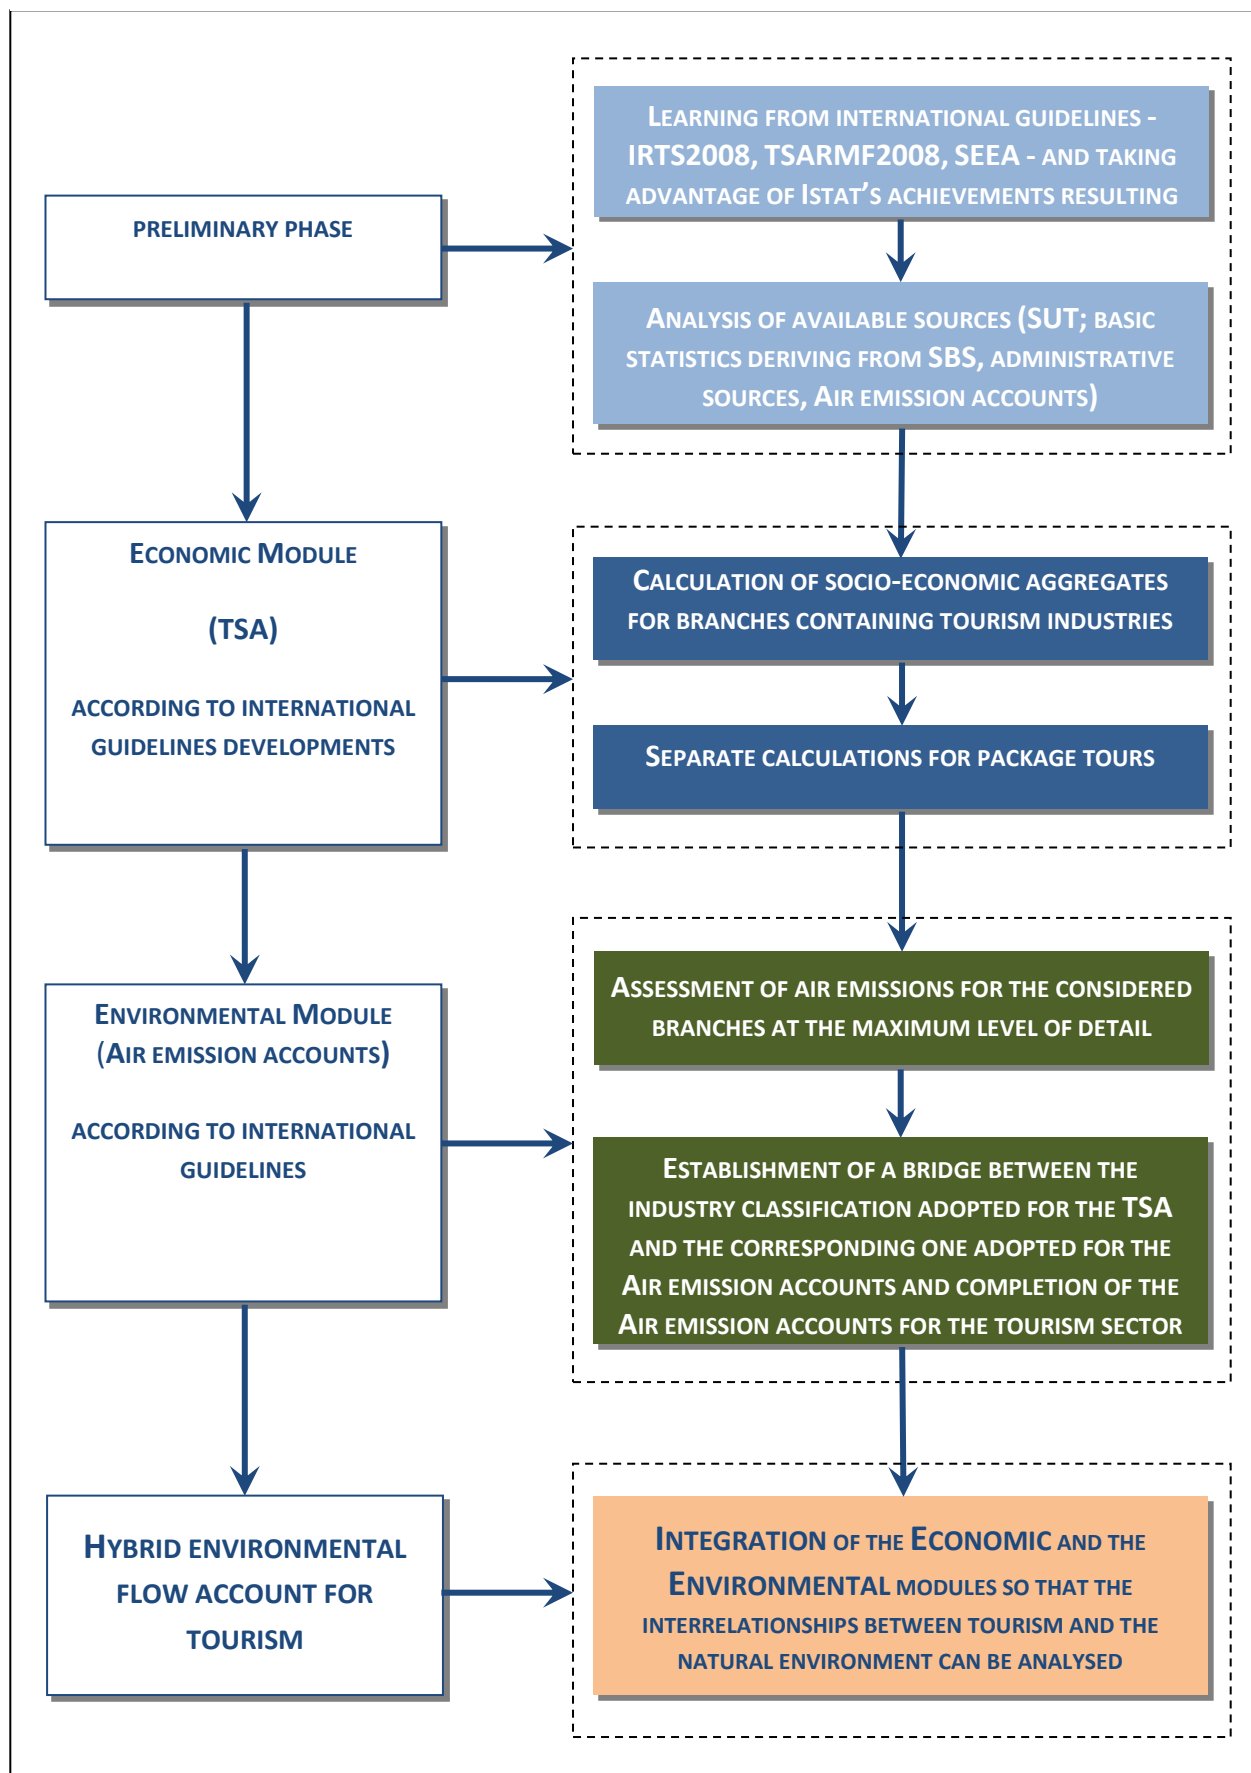 PRELIMINARY PHASE
LEARNING FROM INTERNATIONAL GUIDELINES -
IRTS2008, TSARMF2008, SEEA - AND TAKING
ADVANTAGE OF ISTAT'S ACHIEVEMENTS RESULTING
ANALYSIS OF AVAILABLE SOURCES (SUT; BASIC
STATISTICS DERIVING FROM SBS, ADMINISTRATIVE
SOURCES, AIR EMISSION ACCOUNTS)
ECONOMIC MODULE
(TSA)
ACCORDING TO INTERNATIONAL
GUIDELINES DEVELOPMENTS
CALCULATION OF SOCIO-ECONOMIC AGGREGATES
FOR BRANCHES CONTAINING TOURISM INDUSTRIES
SEPARATE CALCULATIONS FOR PACKAGE TOURS
ENVIRONMENTAL MODULE
(AIR EMISSION ACCOUNTS)
ACCORDING TO INTERNATIONAL
GUIDELINES
ASSESSMENT OF AIR EMISSIONS FOR THE CONSIDERED
BRANCHES AT THE MAXIMUM LEVEL OF DETAIL
ESTABLISHMENT OF A BRIDGE BETWEEN THE
INDUSTRY CLASSIFICATION ADOPTED FOR THE TSA
AND THE CORRESPONDING ONE ADOPTED FOR THE
AIR EMISSION ACCOUNTS AND COMPLETION OF THE
AIR EMISSION ACCOUNTS FOR THE TOURISM SECTOR
HYBRID ENVIRONMENTAL
FLOW ACCOUNT FOR
TOURISM
INTEGRATION OF THE ECONOMIC AND THE
ENVIRONMENTAL MODULES SO THAT THE
INTERRELATIONSHIPS BETWEEN TOURISM AND THE
NATURAL ENVIRONMENT CAN BE ANALYSED